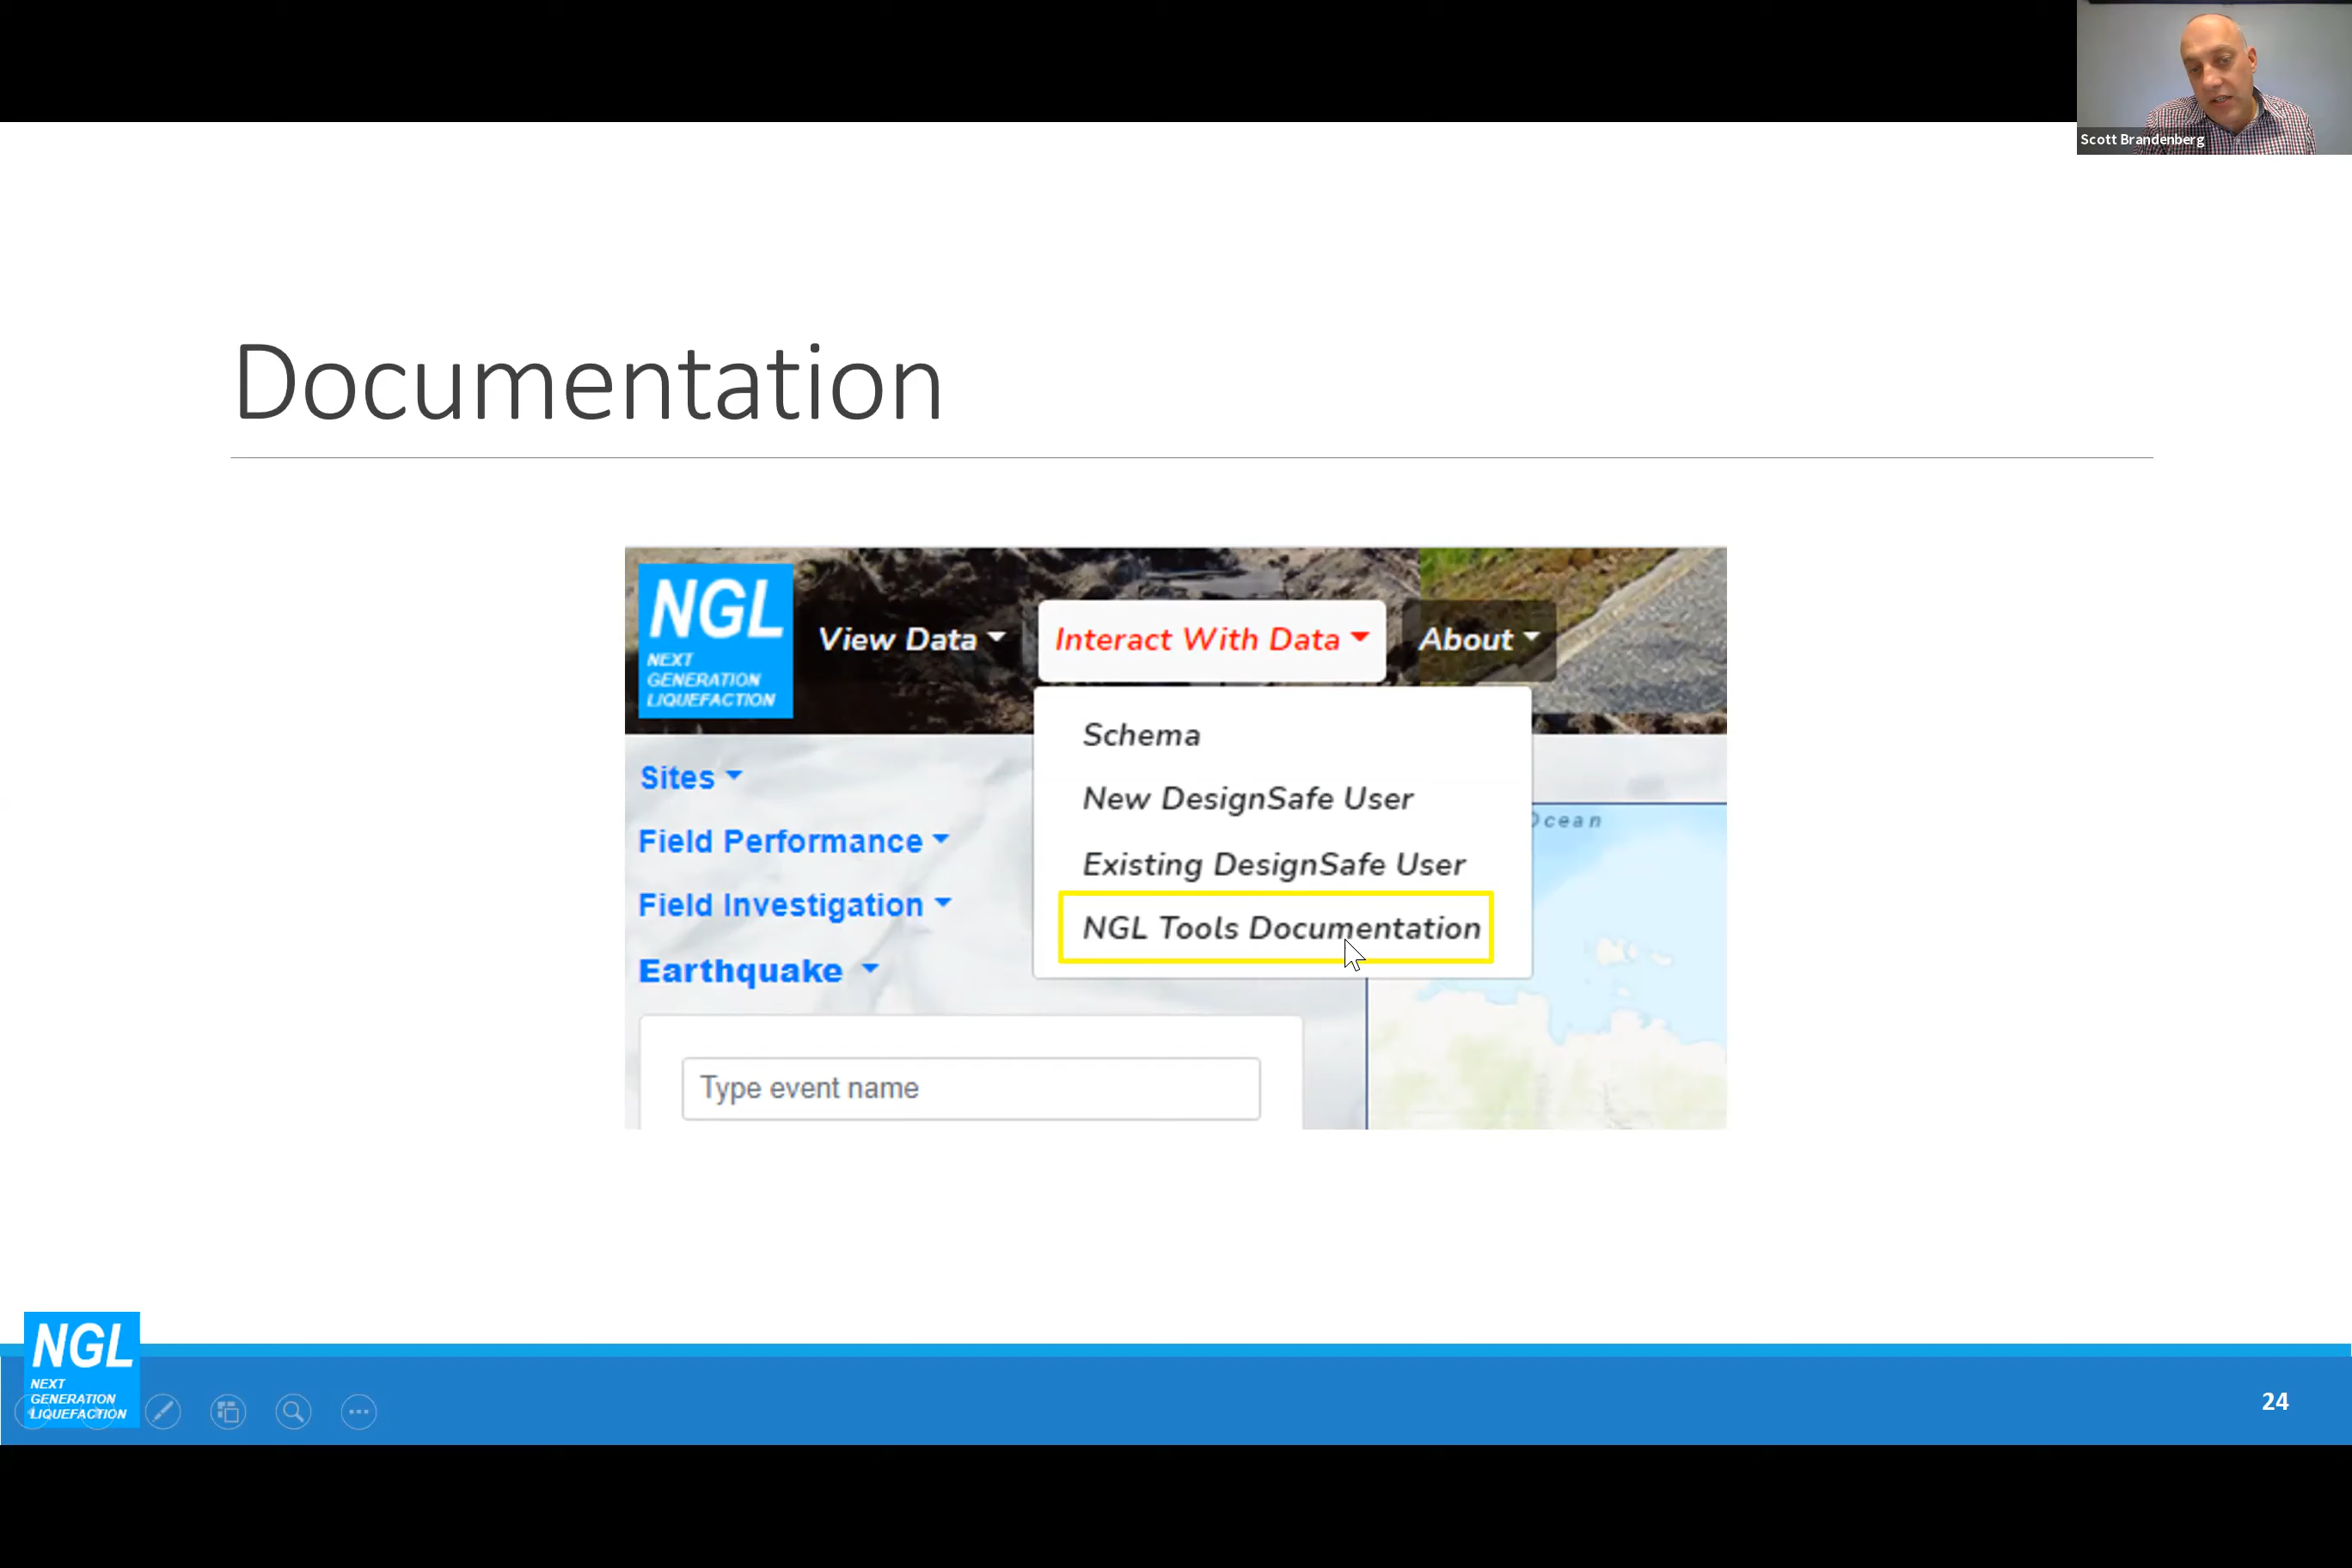 Scott Brandenberg
Documentation
NGL
NEXT
GENERATION
LIQUEFACTION
View Data
Interact With Data
About
Schema
New DesignSafe User
Existing DesignSafe User
NGL Tools Documentation
Sites
Field Performance
Field Investigation
Earthquake
Type event name
Ocean
NGL
NEXT
GENERATION
LIQUEFACTION
24